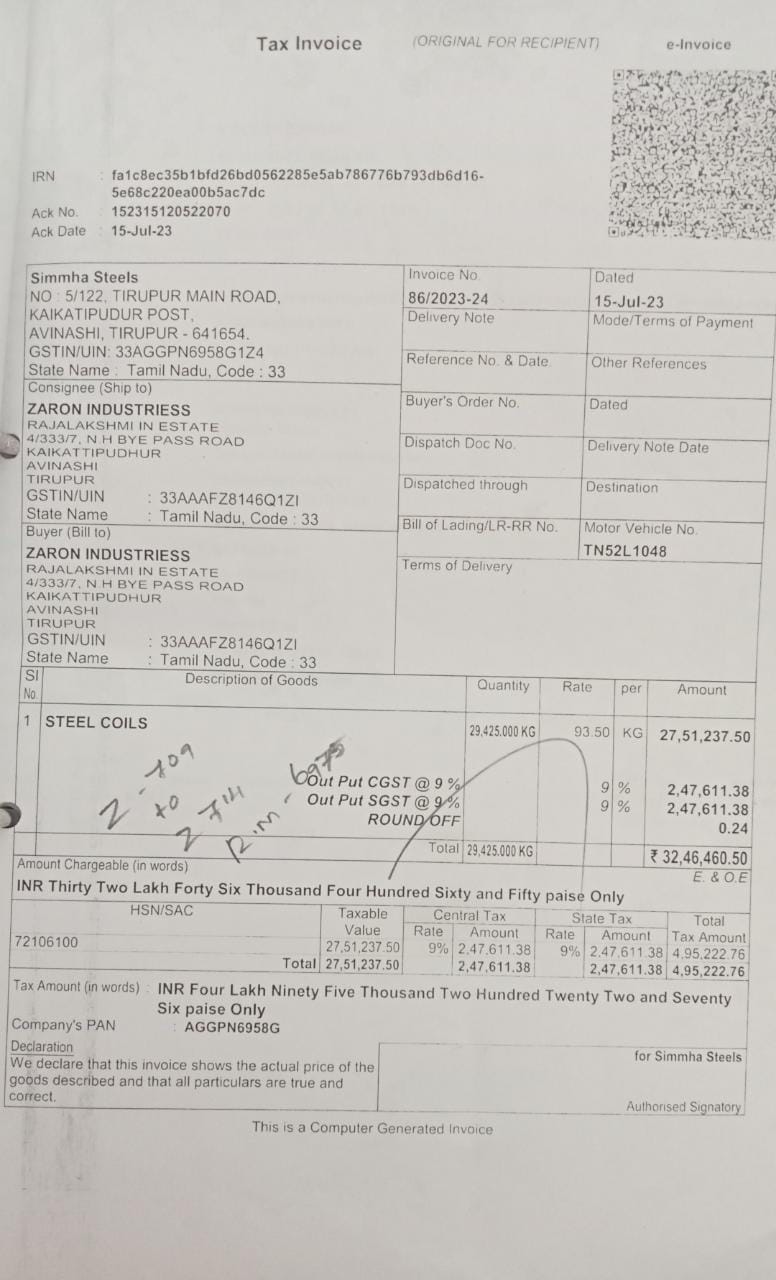 Tax Invoice
(ORIGINAL FOR RECIPIENT)
e-Invoice
IRN : fa1c8ec35b1bfd26bd0562285e5ab786776b793db6d16-
5e68c220ea00b5ac7dc
Ack No. : 152315120522070
Ack Date : 15-Jul-23
Simmha Steels
NO : 5/122, TIRUPUR MAIN ROAD,
KAIKATIPUDUR POST,
AVINASHI, TIRUPUR - 641654.
GSTIN/UIN: 33AGGPN6958G1Z4
State Name : Tamil Nadu, Code : 33
Invoice No.
86/2023-24
Dated
15-Jul-23
Delivery Note
Mode/Terms of Payment
Reference No. & Date.
Other References
Consignee (Ship to)
ZARON INDUSTRIESS
RAJALAKSHMI IN ESTATE
4/333/7, N.H BYE PASS ROAD
KAIKATTIPUDHUR
AVINASHI
TIRUPUR
GSTIN/UIN : 33AAAFZ8146Q1ZI
State Name : Tamil Nadu, Code : 33
Buyer's Order No.
Dated
Dispatch Doc No.
Delivery Note Date
Dispatched through
Destination
Bill of Lading/LR-RR No.
Motor Vehicle No.
TN52L1048
Buyer (Bill to)
ZARON INDUSTRIESS
RAJALAKSHMI IN ESTATE
4/333/7, N.H BYE PASS ROAD
KAIKATTIPUDHUR
AVINASHI
TIRUPUR
GSTIN/UIN : 33AAAFZ8146Q1ZI
State Name : Tamil Nadu, Code : 33
Terms of Delivery
Sl No. Description of Goods Quantity Rate per Amount
1 STEEL COILS 29,425.000 KG 93.50 KG 27,51,237.50
Out Put CGST @ 9 % 9 % 2,47,611.38
Out Put SGST @ 9 % 9 % 2,47,611.38
ROUND OFF 0.24
Total 29,425.000 KG ₹ 32,46,460.50
Amount Chargeable (in words) E. & O.E
INR Thirty Two Lakh Forty Six Thousand Four Hundred Sixty and Fifty paise Only
HSN/SAC Taxable Value Central Tax State Tax Total Tax Amount
Rate Amount Rate Amount
72106100 27,51,237.50 9% 2,47,611.38 9% 2,47,611.38 4,95,222.76
Total 27,51,237.50 2,47,611.38 2,47,611.38 4,95,222.76
Tax Amount (in words) : INR Four Lakh Ninety Five Thousand Two Hundred Twenty Two and Seventy
Six paise Only
Company's PAN : AGGPN6958G
Declaration
We declare that this invoice shows the actual price of the
goods described and that all particulars are true and
correct.
for Simmha Steels
Authorised Signatory
This is a Computer Generated Invoice